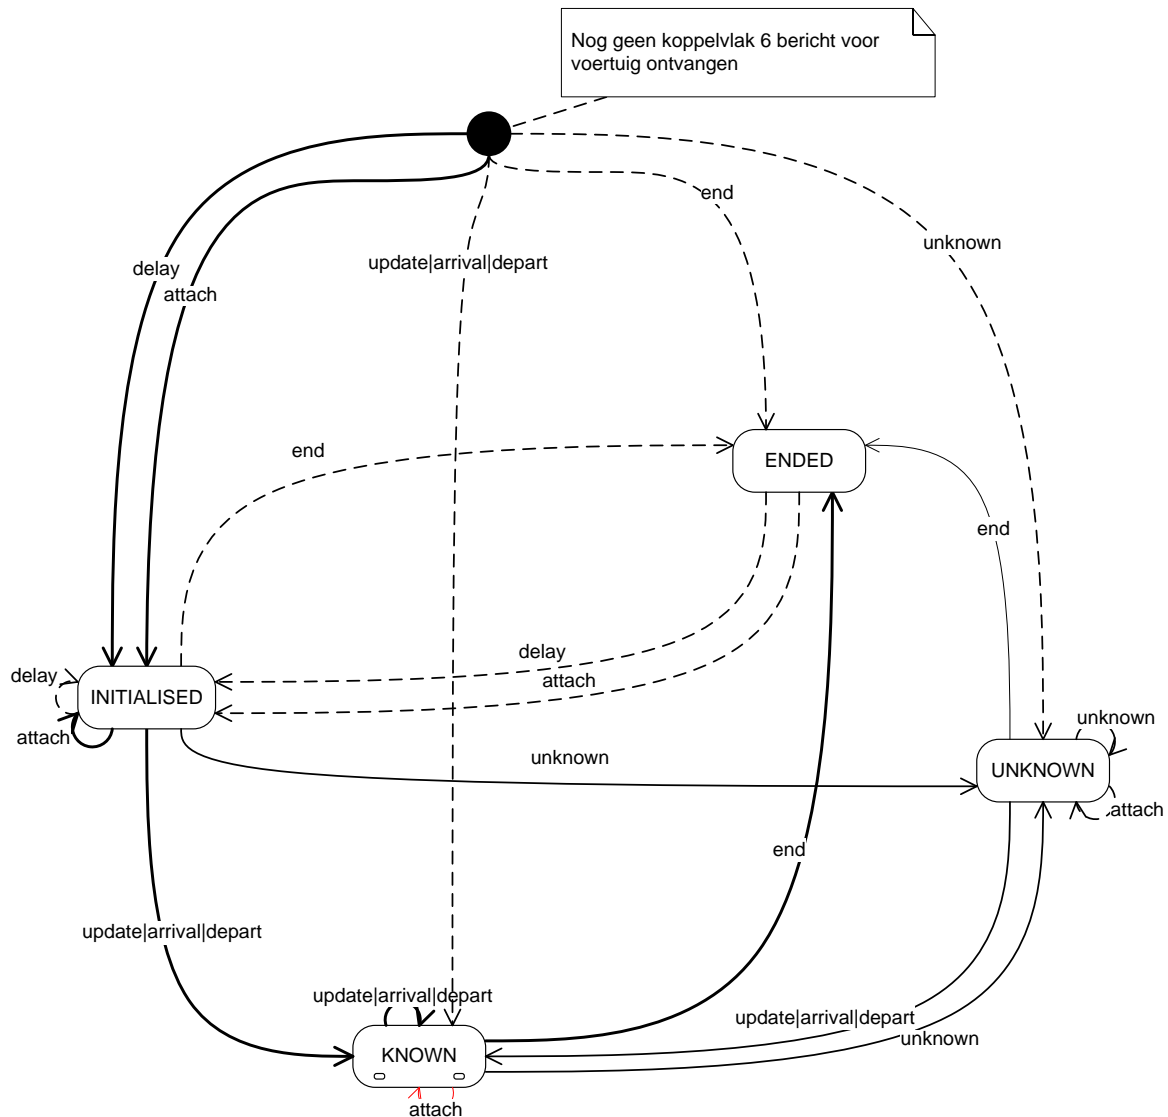 Nog geen koppelvlak 6 bericht voor
voertuig ontvangen
end
unknown
update|arrival|depart
delay
attach
end
ENDED
end
delay
attach
delay
INITIALISED
attach
unknown
unknown
UNKNOWN
attach
end
update|arrival|depart
update|arrival|depart
update|arrival|depart
unknown
KNOWN
attach